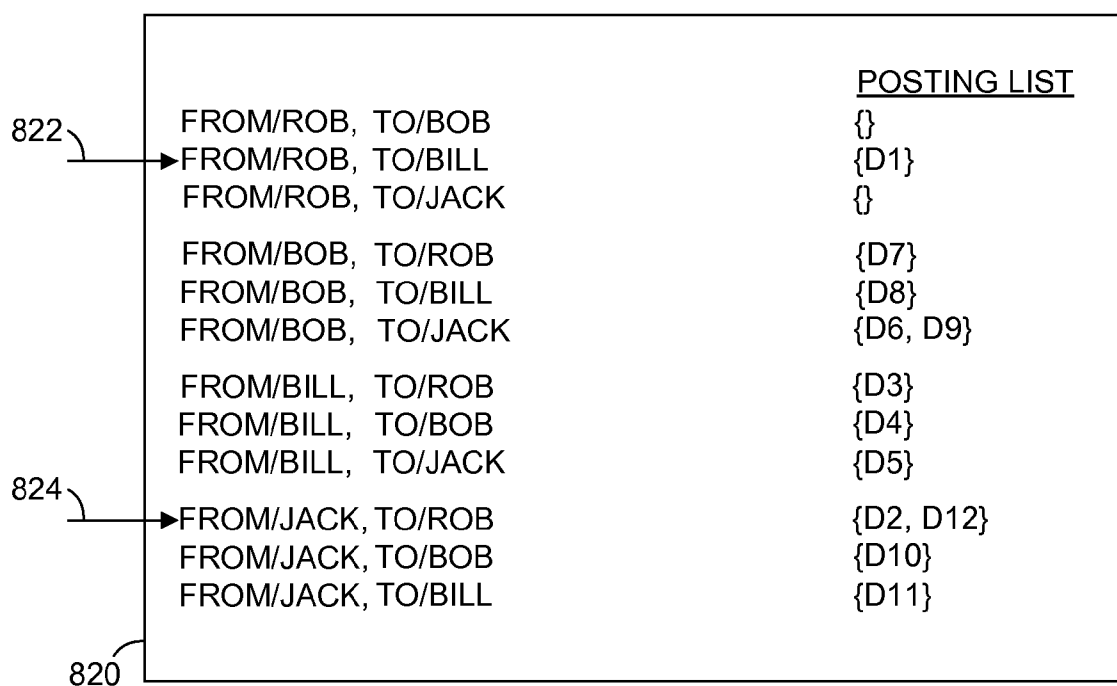 POSTING LIST
FROM/ROB, TO/BOB {}
822
FROM/ROB, TO/BILL {D1}
FROM/ROB, TO/JACK {}
FROM/BOB, TO/ROB {D7}
FROM/BOB, TO/BILL {D8}
FROM/BOB, TO/JACK {D6, D9}
FROM/BILL, TO/ROB {D3}
FROM/BILL, TO/BOB {D4}
FROM/BILL, TO/JACK {D5}
824
FROM/JACK, TO/ROB {D2, D12}
FROM/JACK, TO/BOB {D10}
FROM/JACK, TO/BILL {D11}
820